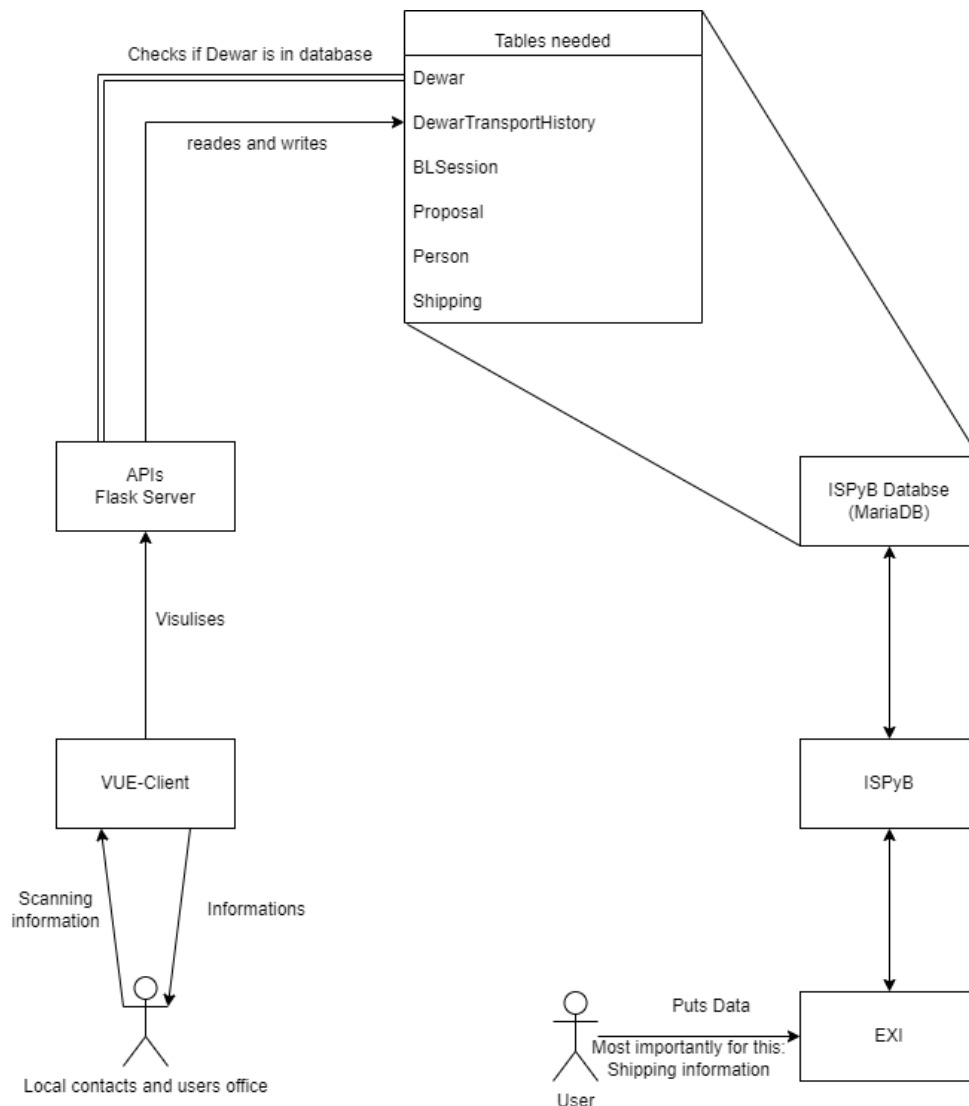 Tables needed
Checks if Dewar is in database
Dewar
DewarTransportHistory
reades and writes
BLSession
Proposal
Person
Shipping
APIs
Flask Server
ISPyB Databse
(MariaDB)
Visulises
VUE-Client
ISPyB
Scanning
information
Informations
Puts Data
EXI
Most importantly for this:
Shipping information
Local contacts and users office
User